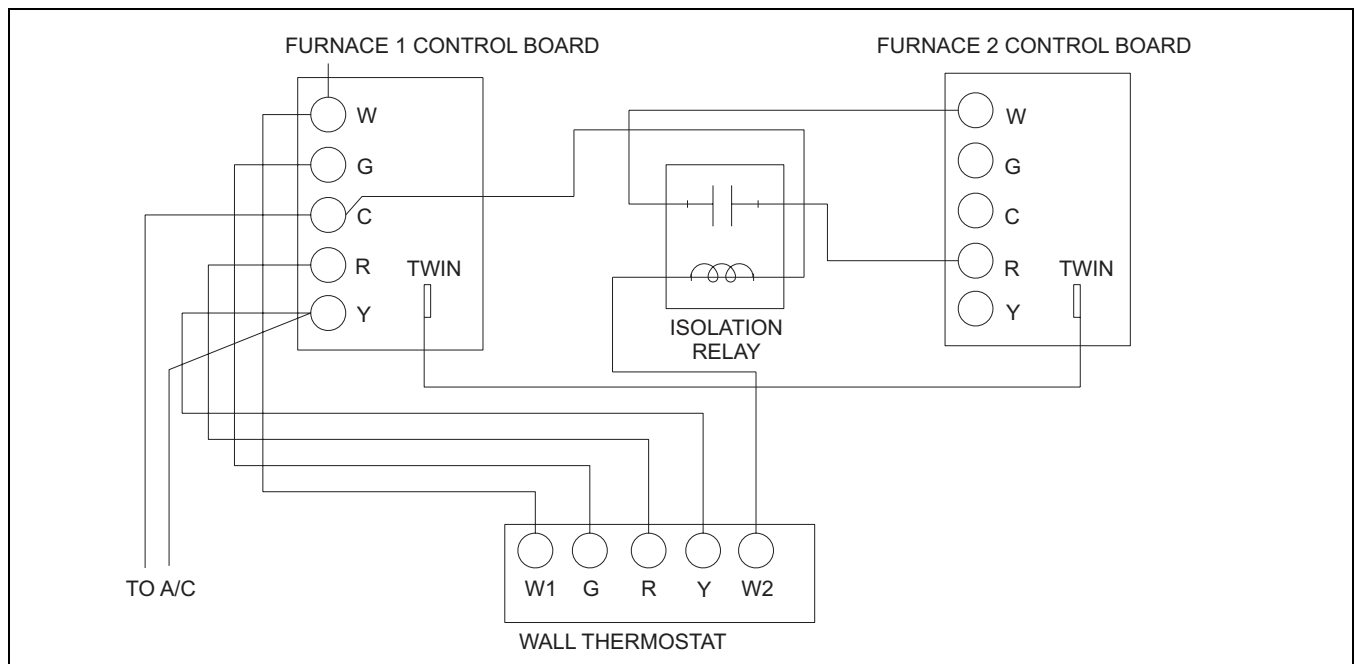 FURNACE 1 CONTROL BOARD
W
G
C
R
Y
TWIN
FURNACE 2 CONTROL BOARD
W
G
C
R
Y
TWIN
ISOLATION
RELAY
TO A/C
W1 G R Y W2
WALL THERMOSTAT